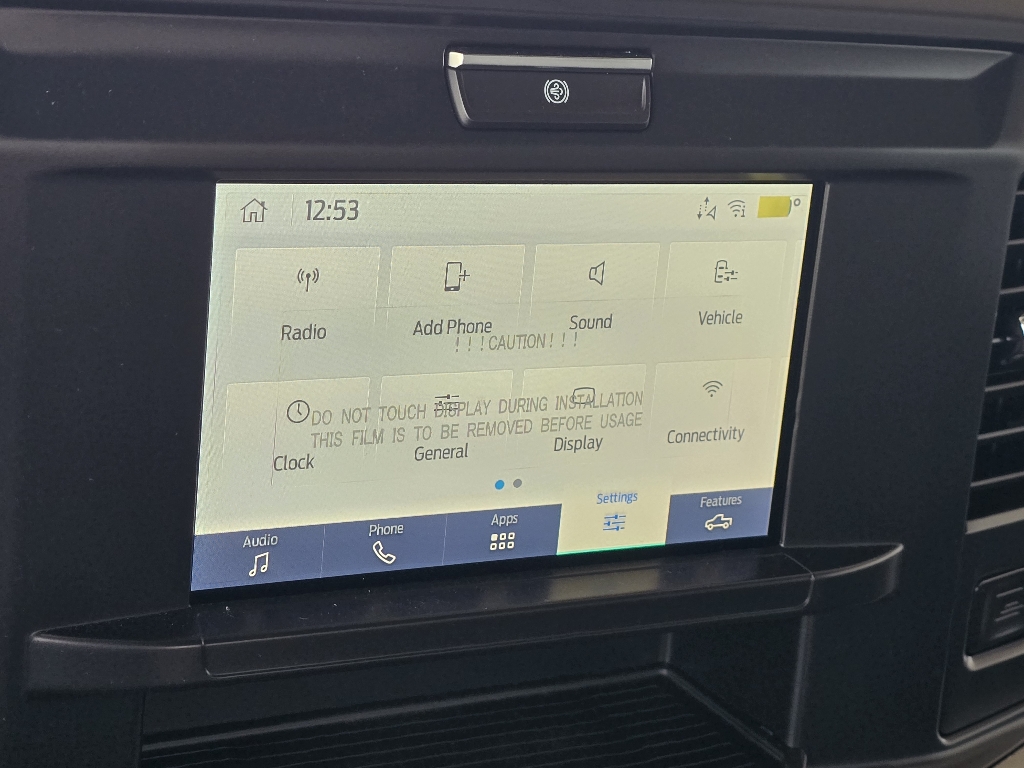 12:53
Radio
Add Phone
Sound
Vehicle
! ! !CAUTION! ! !
DO NOT TOUCH DISPLAY DURING INSTALLATION
THIS FILM IS TO BE REMOVED BEFORE USAGE
Clock
General
Display
Connectivity
Audio
Phone
Apps
Settings
Features